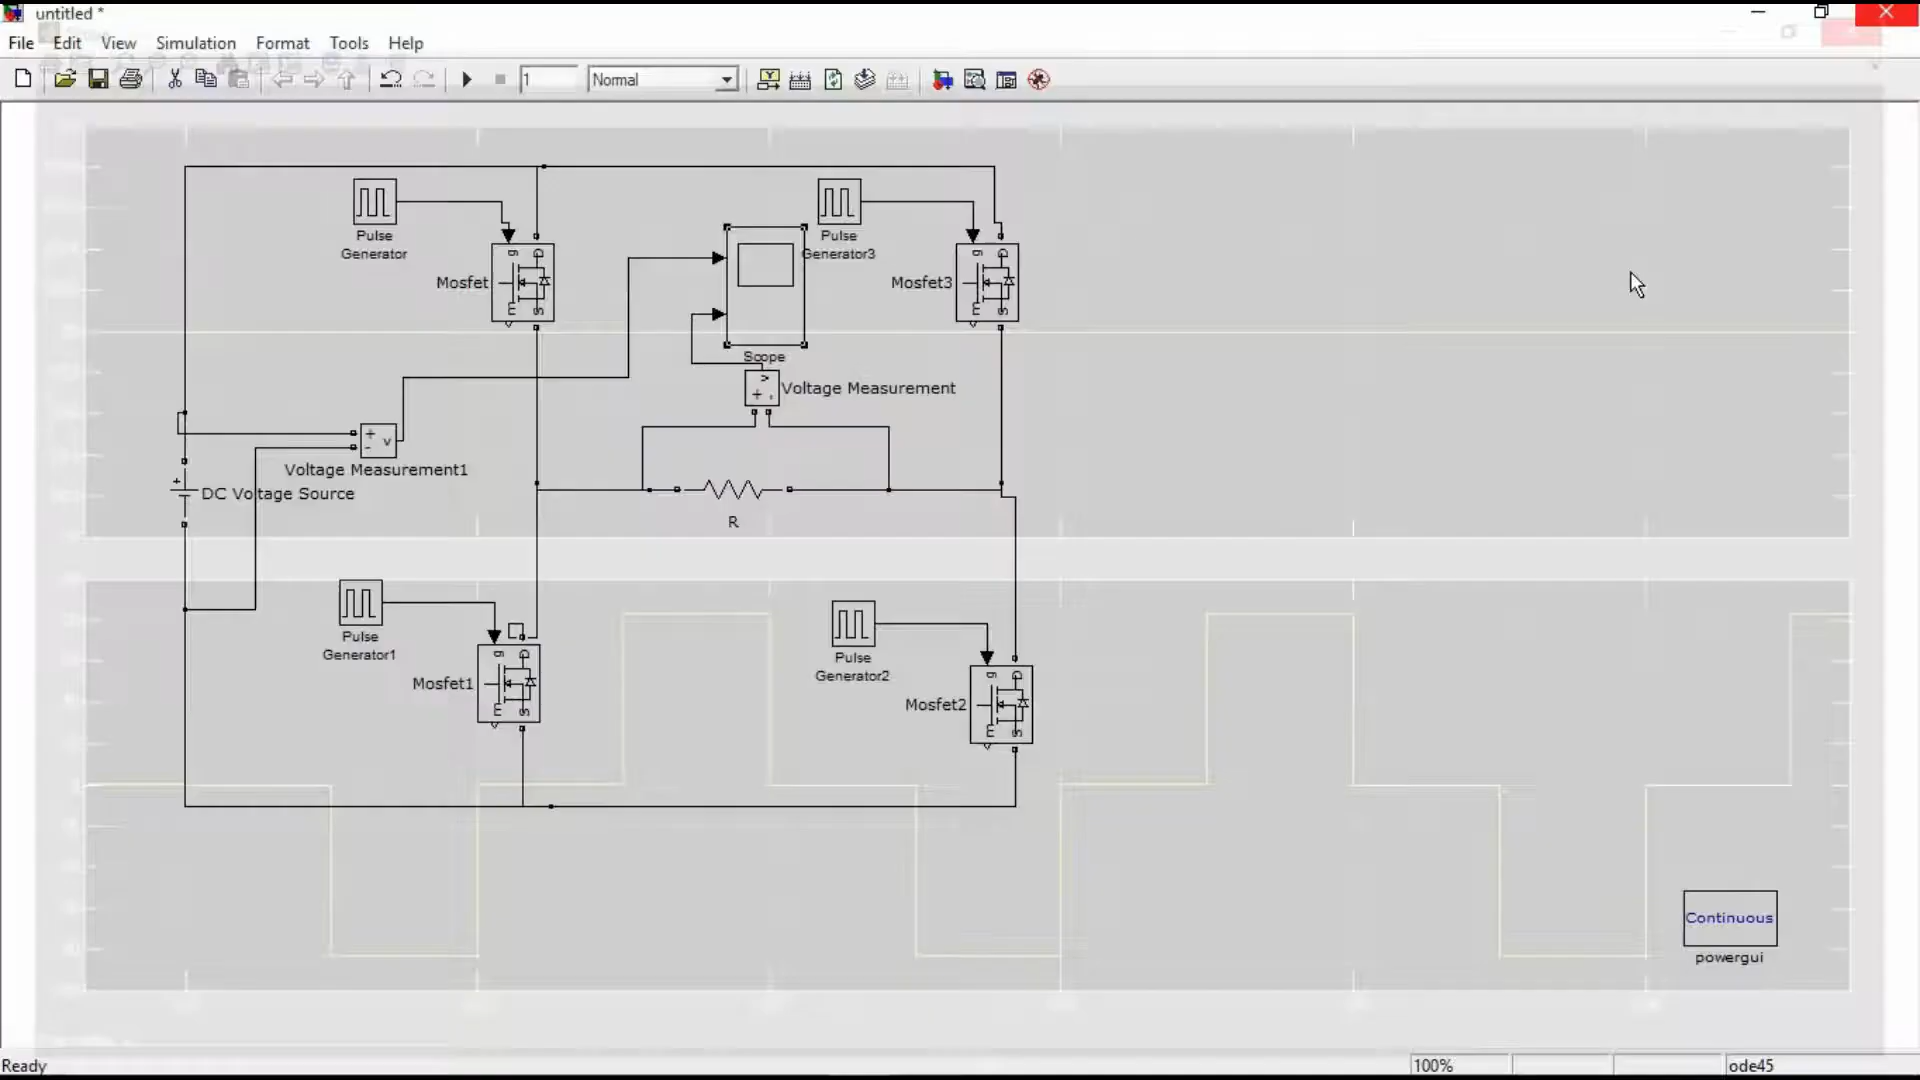 untitled *
File Edit View Simulation Format Tools Help
1 Normal
Pulse
Generator
Pulse
Generator3
g D
Mosfet
m S
g D
Mosfet3
m S
Scope
v
+ -
Voltage Measurement
+
- v
Voltage Measurement1
+
DC Voltage Source
R
Pulse
Generator1
Pulse
Generator2
g D
Mosfet1
m S
g D
Mosfet2
m S
Continuous
powergui
Ready 100% ode45